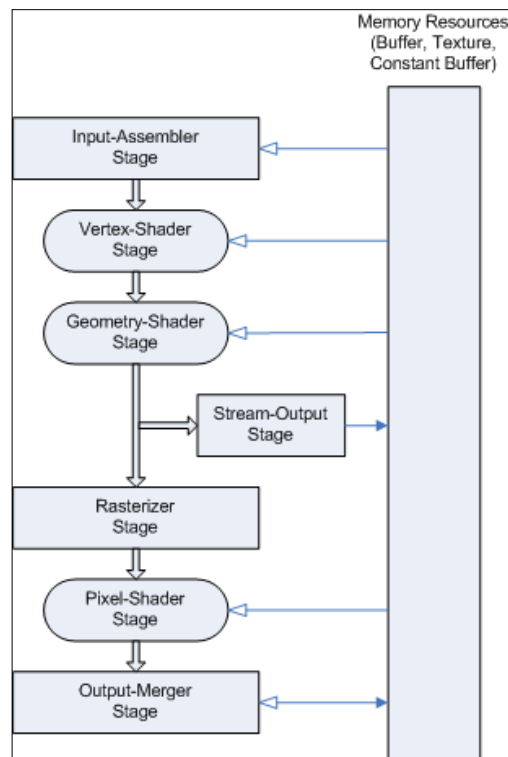 Memory Resources
(Buffer, Texture,
Constant Buffer)
Input-Assembler
Stage
Vertex-Shader
Stage
Geometry-Shader
Stage
Stream-Output
Stage
Rasterizer
Stage
Pixel-Shader
Stage
Output-Merger
Stage